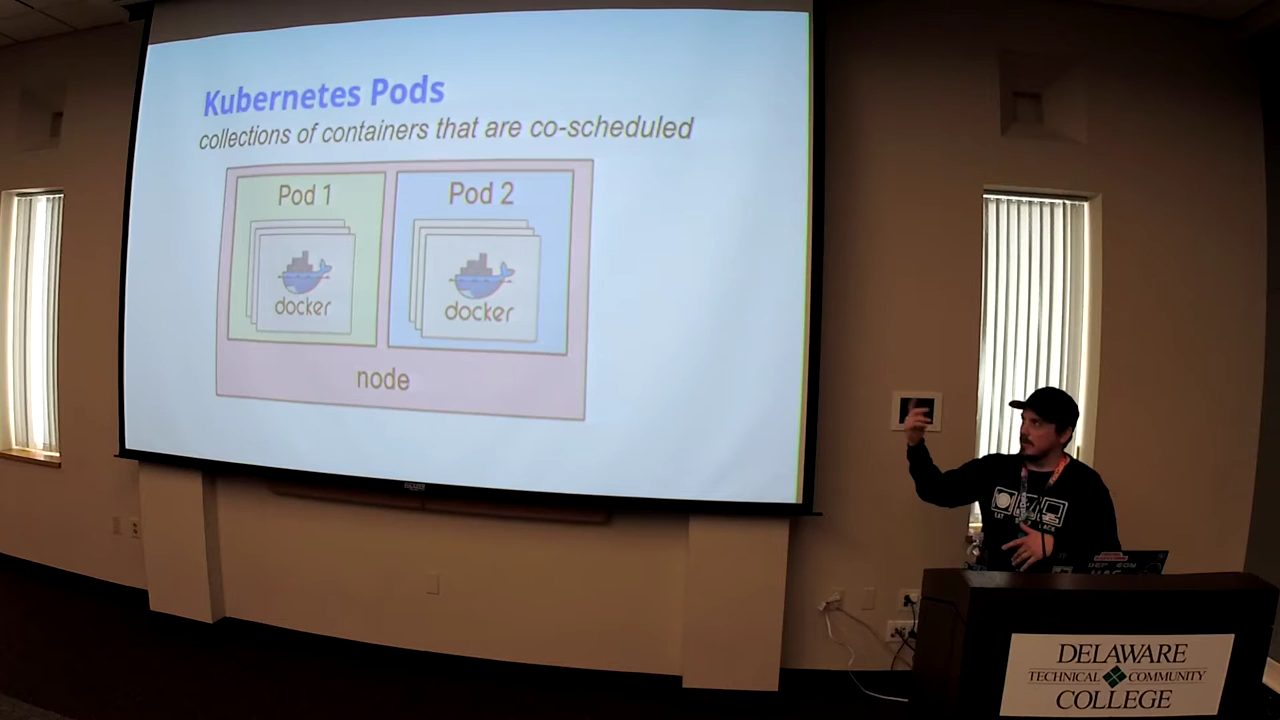 Kubernetes Pods
collections of containers that are co-scheduled
Pod 1
Pod 2
docker
docker
node
DELAWARE
TECHNICAL COMMUNITY
COLLEGE